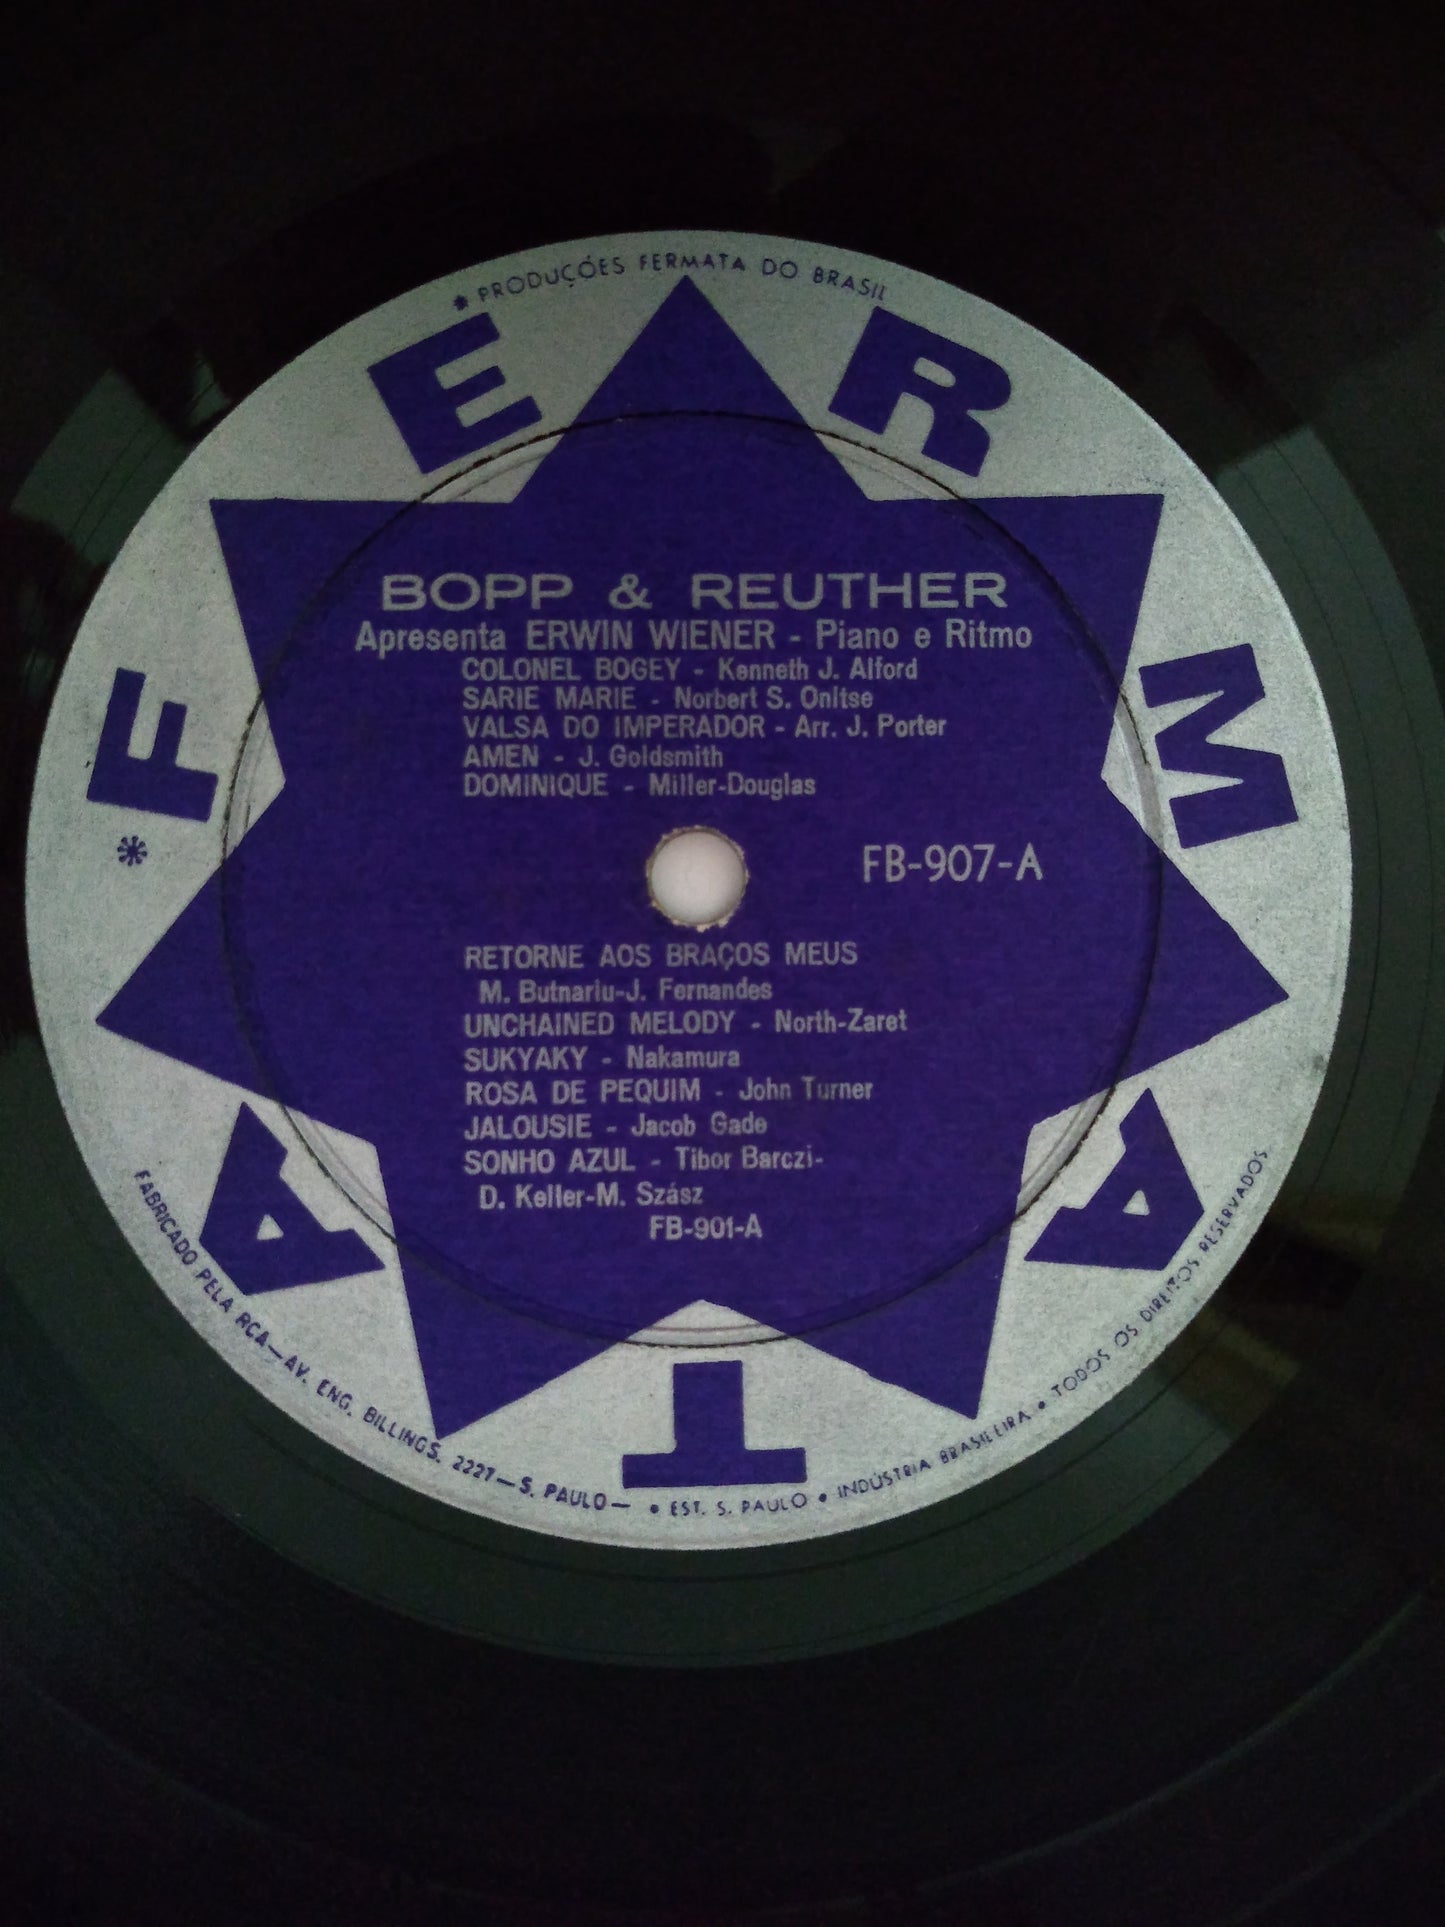 * PRODUÇÕES FERMATA DO BRASIL
FERMATA
*
BOPP & REUTHER
Apresenta ERWIN WIENER - Piano e Ritmo
COLONEL BOGEY - Kenneth J. Alford
SARIE MARIE - Norbert S. Onitse
VALSA DO IMPERADOR - Arr. J. Porter
AMEN - J. Goldsmith
DOMINIQUE - Miller-Douglas
FB-907-A
RETORNE AOS BRAÇOS MEUS
M. Butnariu-J. Fernandes
UNCHAINED MELODY - North-Zaret
SUKYAKY - Nakamura
ROSA DE PEQUIM - John Turner
JALOUSIE - Jacob Gade
SONHO AZUL - Tibor Barczi-
D. Keller-M. Szász
FB-901-A
FABRICADO PELA RCA—AV. ENG. BILLINGS, 2227—S. PAULO— • EST. S. PAULO • INDÚSTRIA BRASILEIRA • TODOS OS DIREITOS RESERVADOS